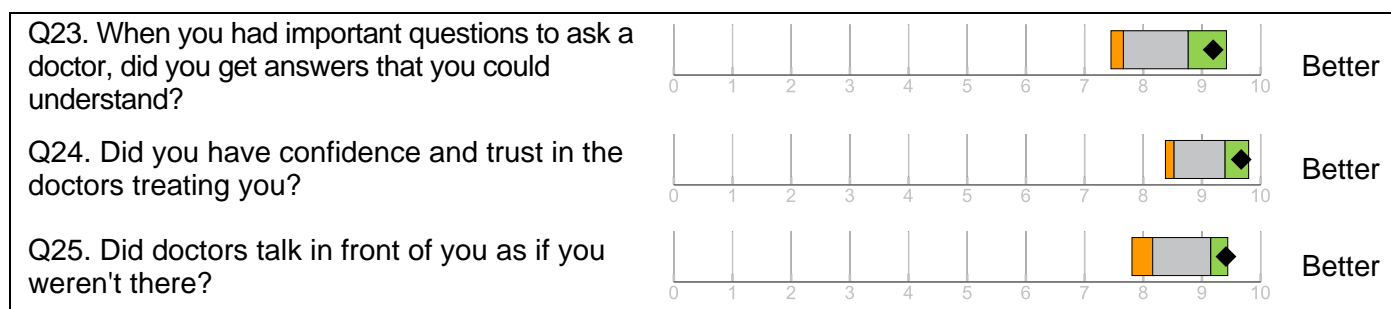 Q23. When you had important questions to ask a
doctor, did you get answers that you could
understand?
0 1 2 3 4 5 6 7 8 9 10
Better
Q24. Did you have confidence and trust in the
doctors treating you?
0 1 2 3 4 5 6 7 8 9 10
Better
Q25. Did doctors talk in front of you as if you
weren't there?
0 1 2 3 4 5 6 7 8 9 10
Better